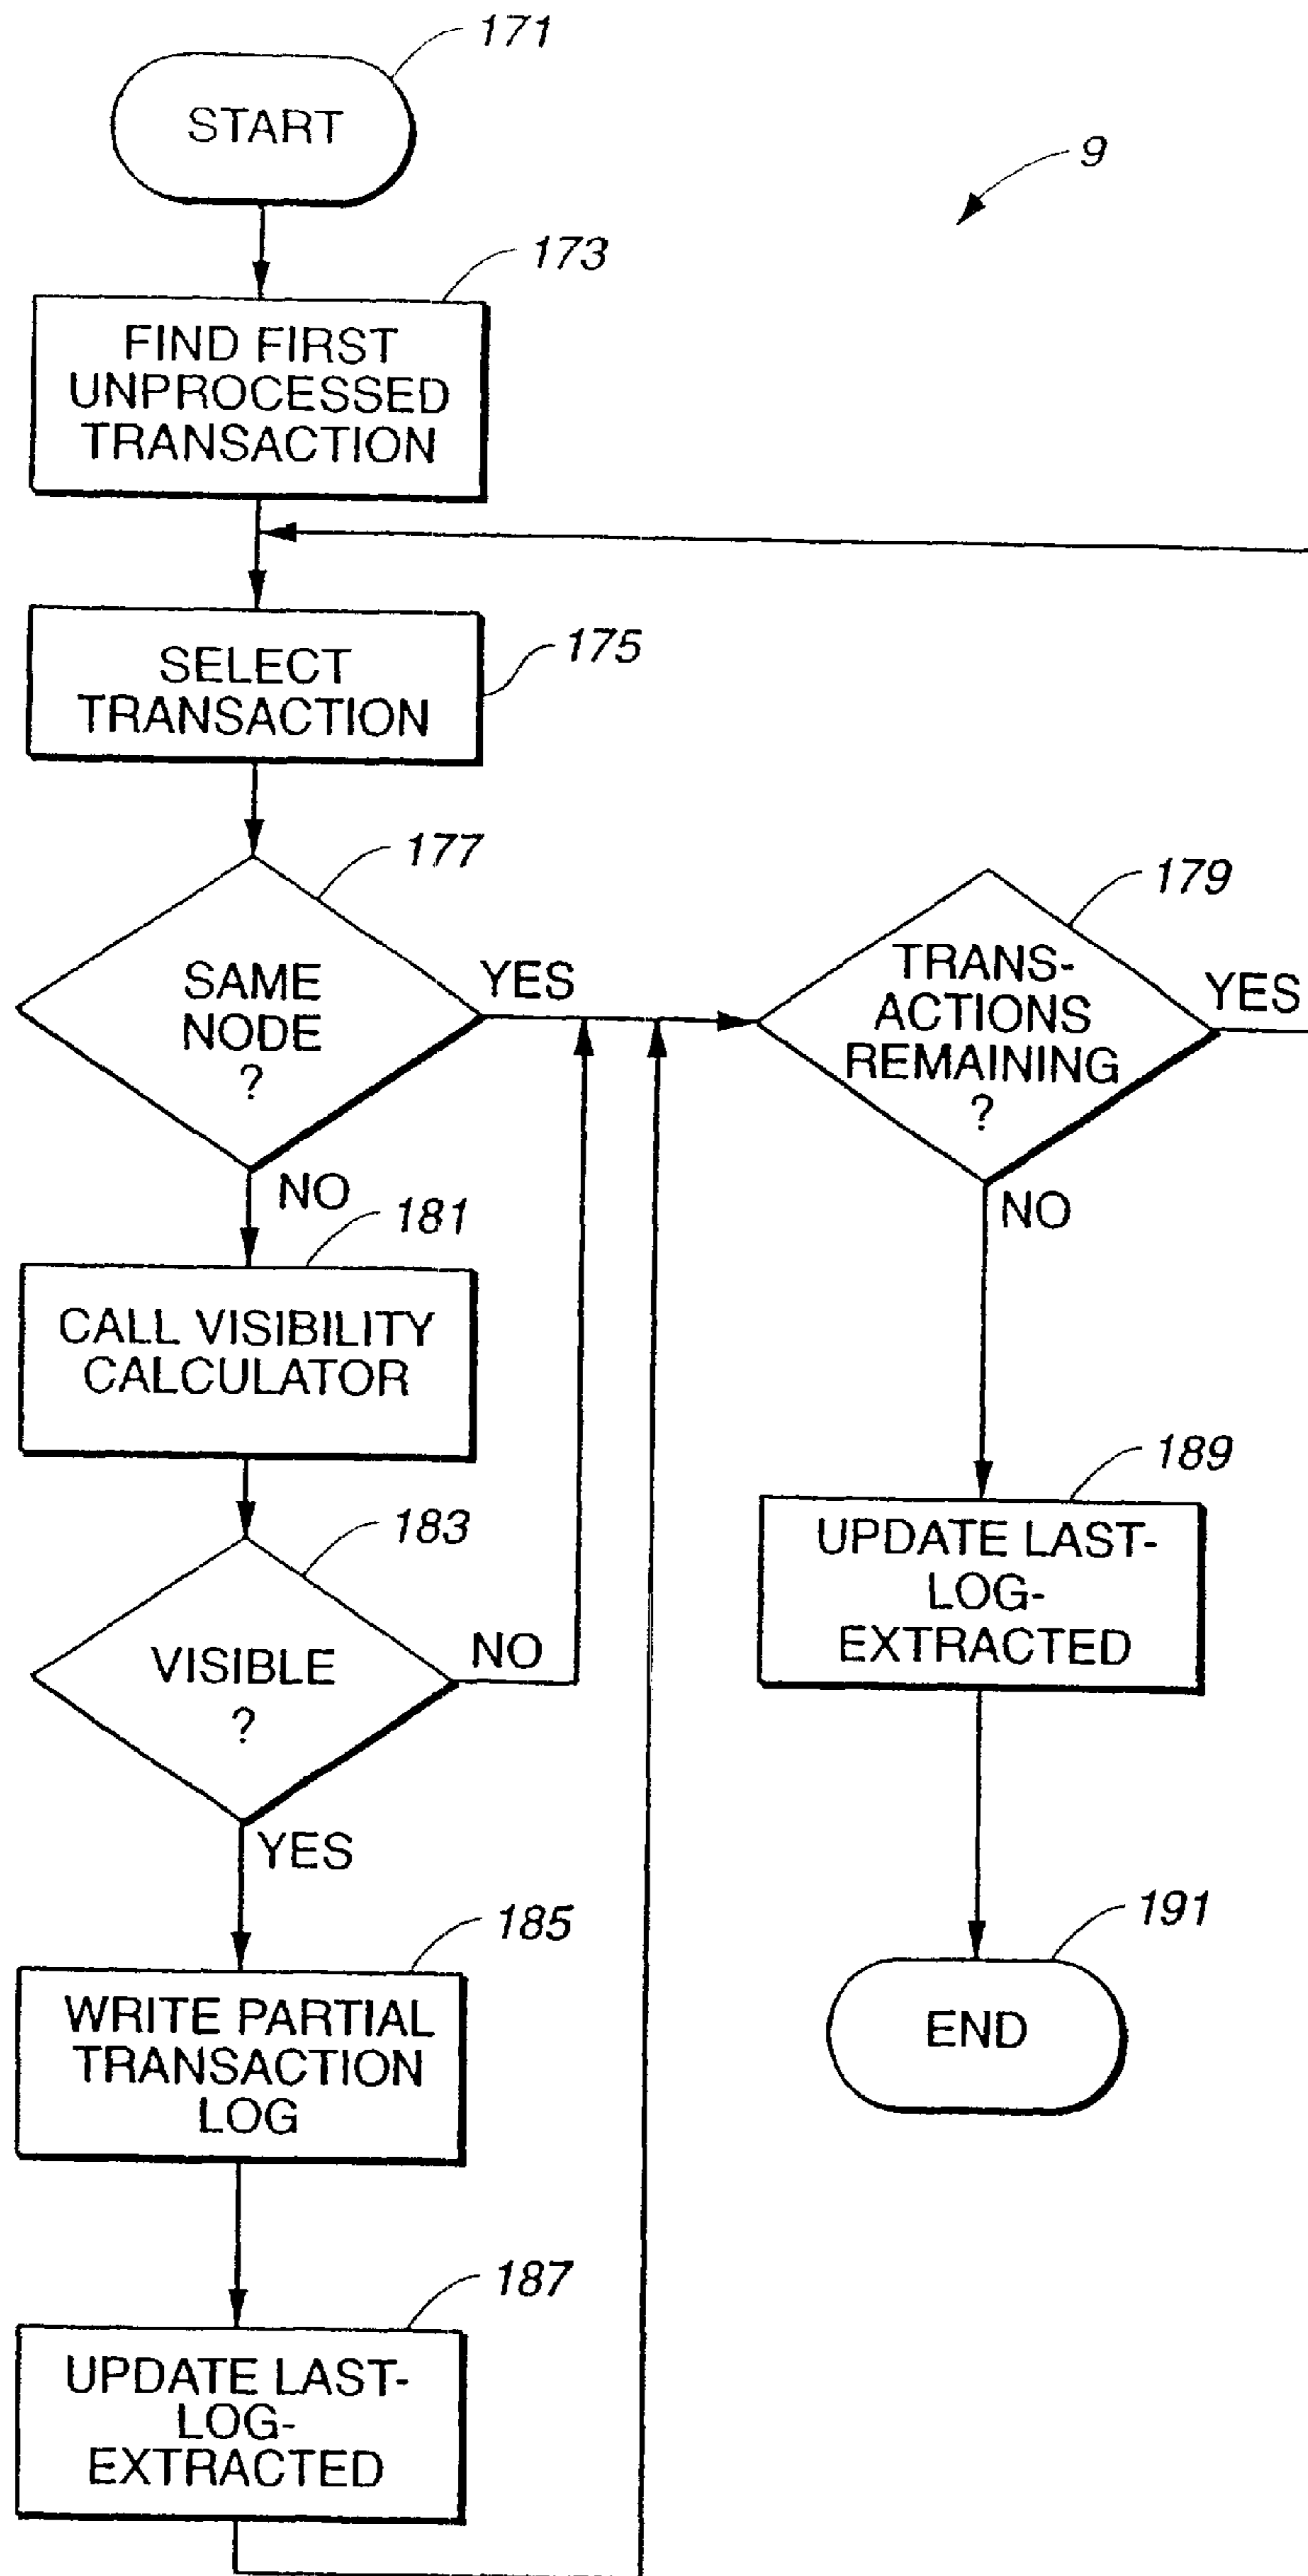 171
START
9
173
FIND FIRST
UNPROCESSED
TRANSACTION
SELECT
TRANSACTION
175
177
SAME
NODE
?
YES
NO
179
TRANS-
ACTIONS
REMAINING
?
YES
NO
181
CALL VISIBILITY
CALCULATOR
183
VISIBLE
?
NO
YES
185
WRITE PARTIAL
TRANSACTION
LOG
187
UPDATE LAST-
LOG-
EXTRACTED
189
UPDATE LAST-
LOG-
EXTRACTED
191
END